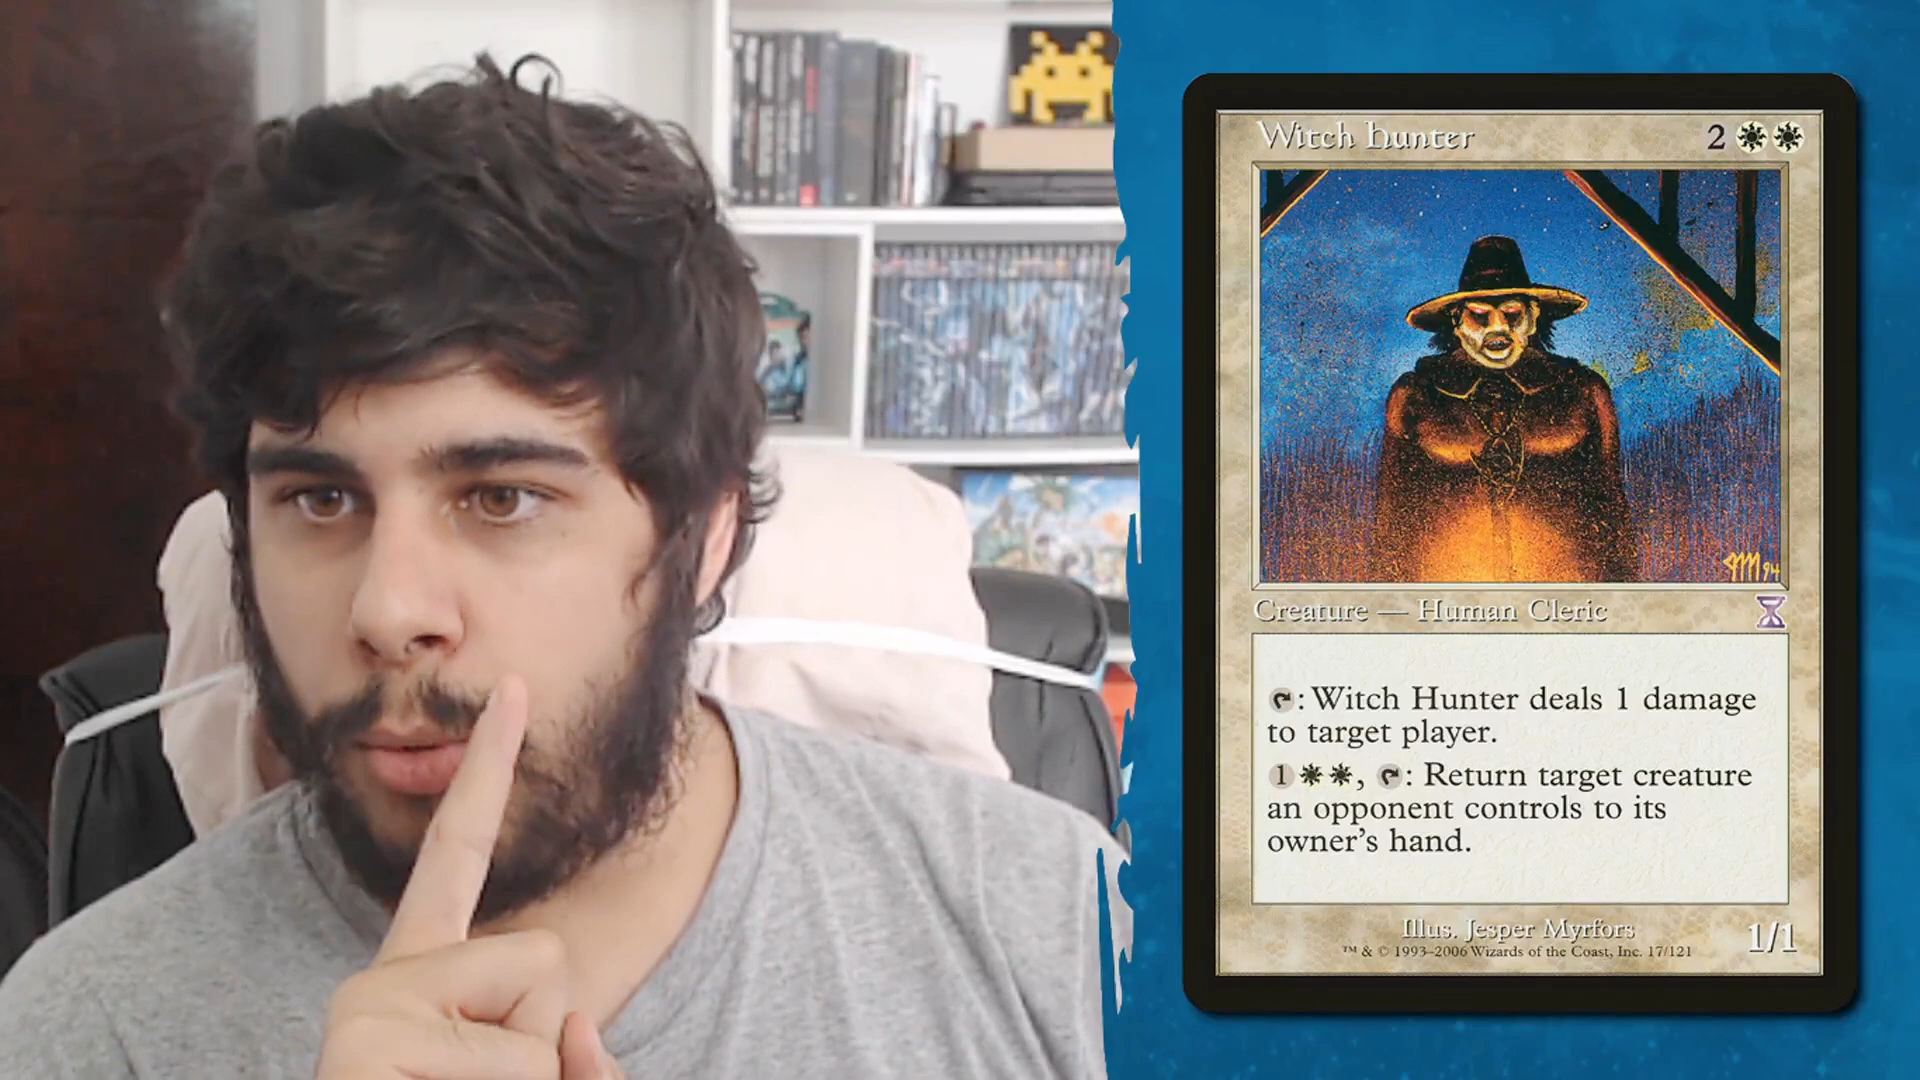 Witch Hunter 2
JM 94
Creature — Human Cleric
: Witch Hunter deals 1 damage
to target player.
1, : Return target creature
an opponent controls to its
owner's hand.
Illus. Jesper Myrfors
™ & © 1993–2006 Wizards of the Coast, Inc. 17/121
1/1